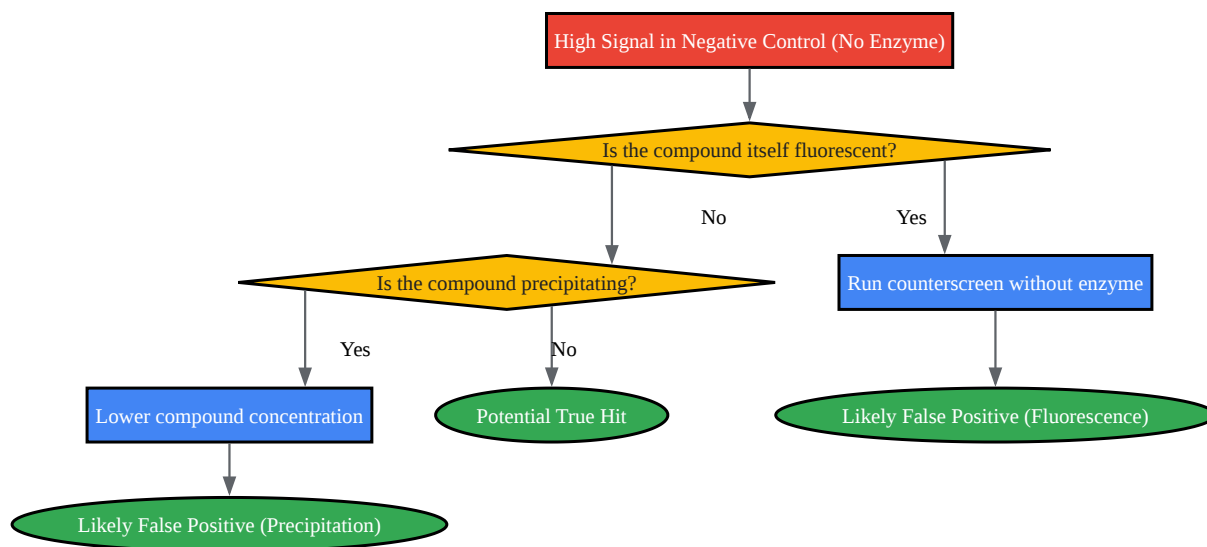 High Signal in Negative Control (No Enzyme)
Is the compound itself fluorescent?
No
Yes
Is the compound precipitating?
Run counterscreen without enzyme
Yes
No
Lower compound concentration
Potential True Hit
Likely False Positive (Fluorescence)
Likely False Positive (Precipitation)